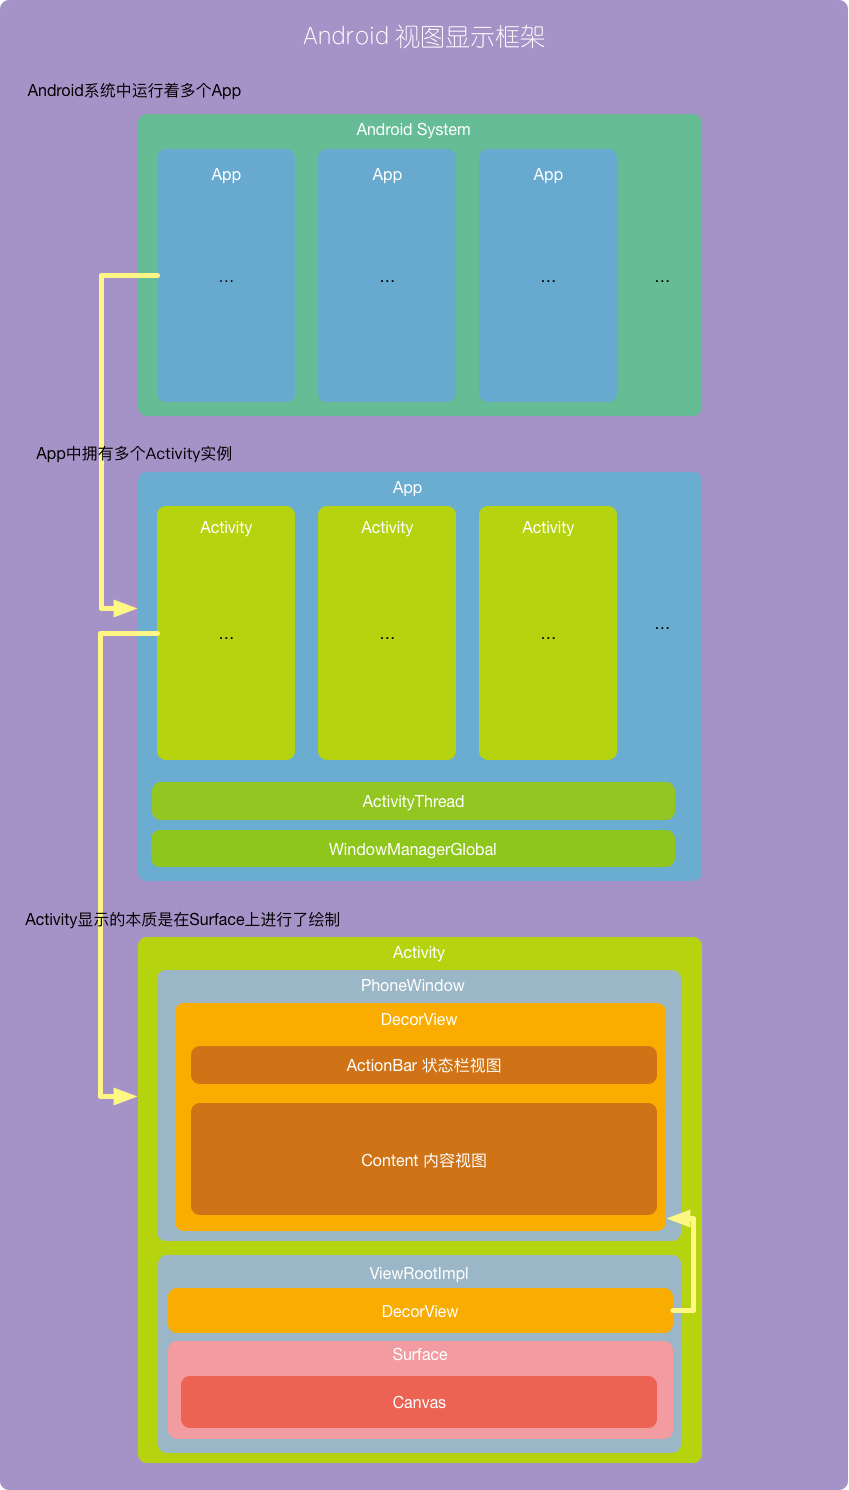 Android 视图显示框架
Android系统中运行着多个App
Android System
App App App
... ... ... ...
App中拥有多个Activity实例
App
Activity Activity Activity
... ... ... ...
ActivityThread
WindowManagerGlobal
Activity显示的本质是在Surface上进行了绘制
Activity
PhoneWindow
DecorView
ActionBar 状态栏视图
Content 内容视图
ViewRootImpl
DecorView
Surface
Canvas